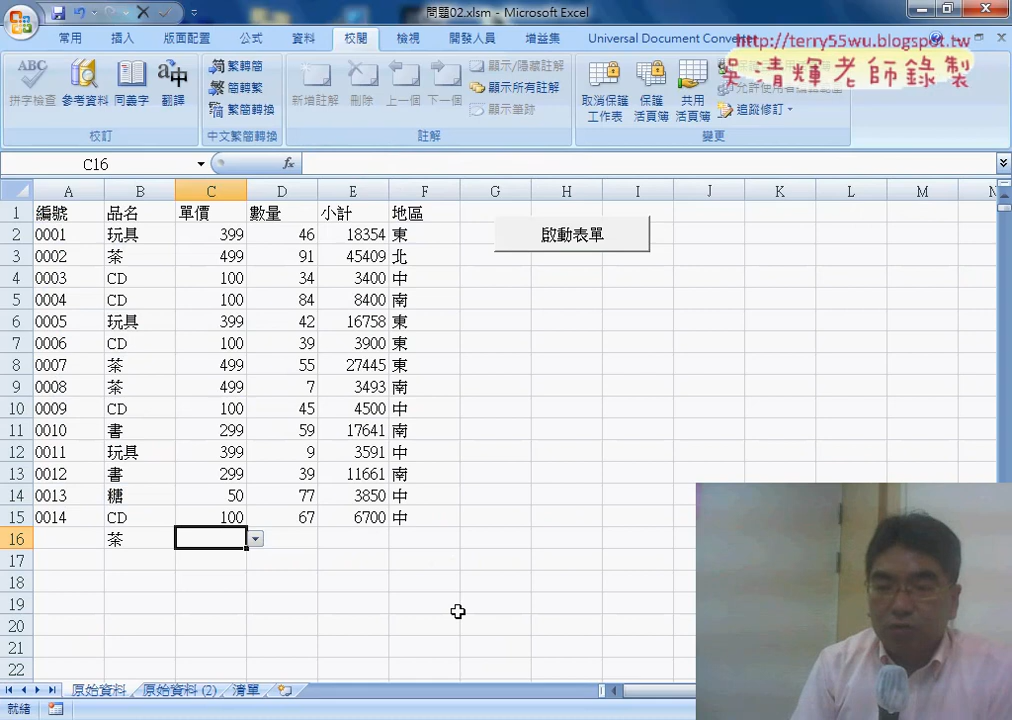 問題02.xlsm - Microsoft Excel
常用 插入 版面配置 公式 資料 校閱 檢視 開發人員 增益集 Universal Document Conve
http://terry55wu.blogspot.tw
吳清輝老師錄製
ABC 拼字檢查 參考資料 同義字 翻譯
繁轉簡
簡轉繁
繁簡轉換
新增註解 刪除 上一個 下一個
顯示/隱藏註解
顯示所有註解
顯示筆跡
取消保護工作表 保護活頁簿 共用活頁簿
追蹤修訂
校訂 中文繁簡轉換 註解 變更
C16 fx
A B C D E F G H I J K L M N
1 編號 品名 單價 數量 小計 地區
2 0001 玩具 399 46 18354 東
啟動表單
3 0002 茶 499 91 45409 北
4 0003 CD 100 34 3400 中
5 0004 CD 100 84 8400 南
6 0005 玩具 399 42 16758 東
7 0006 CD 100 39 3900 東
8 0007 茶 499 55 27445 東
9 0008 茶 499 7 3493 南
10 0009 CD 100 45 4500 中
11 0010 書 299 59 17641 南
12 0011 玩具 399 9 3591 中
13 0012 書 299 39 11661 南
14 0013 糖 50 77 3850 中
15 0014 CD 100 67 6700 中
16 茶
17
18
19
20
21
22
原始資料 原始資料 (2) 清單
就緒